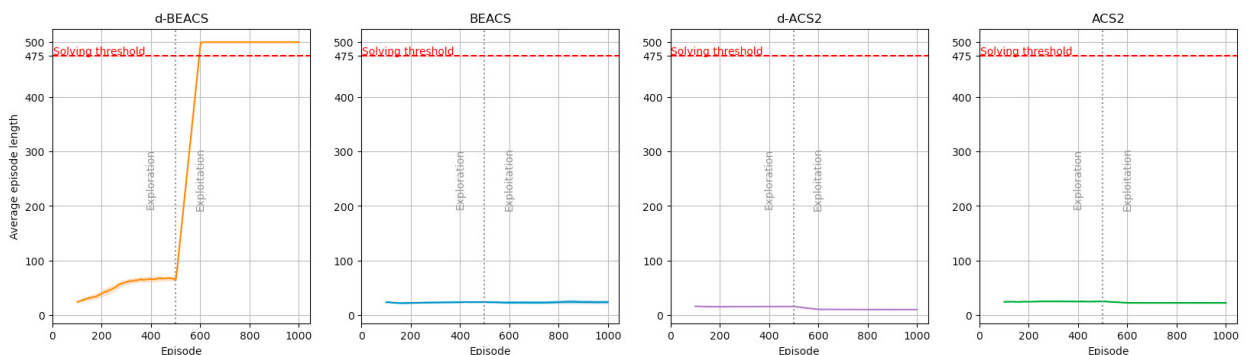 d-BEACS
500
Solving threshold
475
400
300
200
100
0
Average episode length
Exploration
Exploitation
0 200 400 600 800 1000
Episode
BEACS
500
Solving threshold
475
400
300
200
100
0
Exploration
Exploitation
0 200 400 600 800 1000
Episode
d-ACS2
500
Solving threshold
475
400
300
200
100
0
Exploration
Exploitation
0 200 400 600 800 1000
Episode
ACS2
500
Solving threshold
475
400
300
200
100
0
Exploration
Exploitation
0 200 400 600 800 1000
Episode